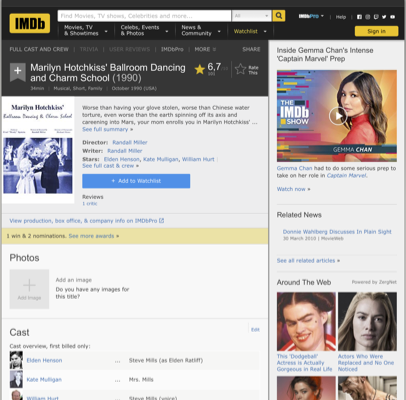 IMDb
Find Movies, TV shows, Celebrities and more...
All
IMDbPro
Help
Movies, TV & Showtimes
Celebs, Events & Photos
News & Community
Watchlist
Sign in
FULL CAST AND CREW | TRIVIA | USER REVIEWS | IMDbPro | MORE
SHARE
Marilyn Hotchkiss' Ballroom Dancing and Charm School (1990)
6,7
Rate This
34min | Musical, Short, Family | October 1990 (USA)
Marilyn Hotchkiss'
Ballroom Dancing & Charm School
Worse than having your glove stolen, worse than Chinese water
torture, even worse than the earth spinning off its axis and
careening into Mars, your mom enrolls you in Marilyn Hotchkiss' ...
See full summary »
Director: Randall Miller
Writer: Randall Miller
Stars: Elden Henson, Kate Mulligan, William Hurt
See full cast & crew »
+ Add to Watchlist
Reviews
1 critic
View production, box office, & company info on IMDbPro
1 win & 2 nominations. See more awards »
Photos
Add Image
Add an image
Do you have any images for
this title?
Cast
Edit
Cast overview, first billed only:
Elden Henson ... Steve Mills (as Elden Ratliff)
Kate Mulligan ... Mrs. Mills
William Hurt ... Steve Mills (voice)
Inside Gemma Chan's Intense
'Captain Marvel' Prep
THE
IMDb
SHOW
GEMMA CHAN
Gemma Chan had to do some serious prep
to take on her role in Captain Marvel.
Watch now »
Related News
Donnie Wahlberg Discusses In Plain Sight
30 March 2010 | MovieWeb
See all related articles »
Around The Web
Powered by ZergNet
This 'Dodgeball'
Actress is Actually
Gorgeous in Real Life
Actors Who Were
Replaced and No One
Noticed